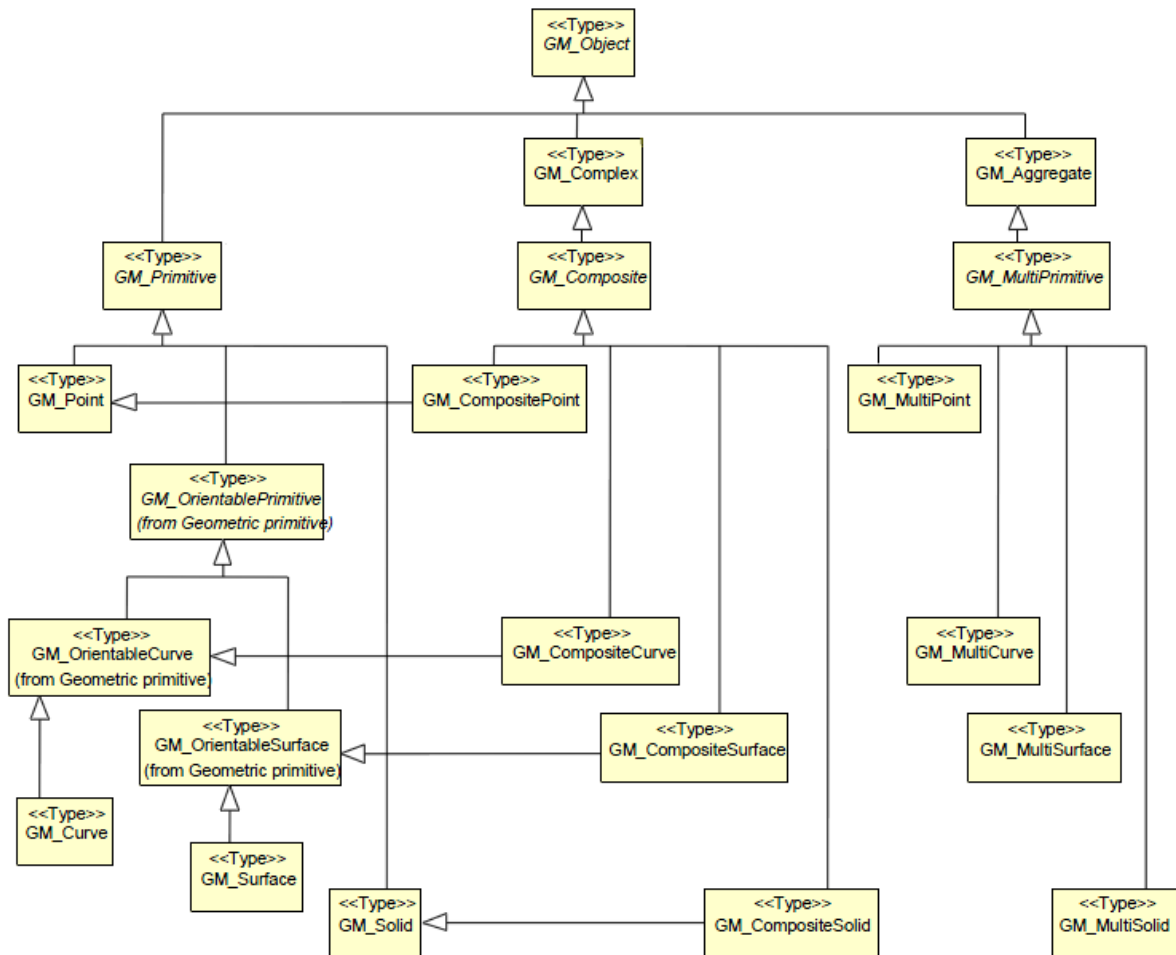 <<Type>>
GM_Object
<<Type>>
GM_Complex
<<Type>>
GM_Aggregate
<<Type>>
GM_Primitive
<<Type>>
GM_Composite
<<Type>>
GM_MultiPrimitive
<<Type>>
GM_Point
<<Type>>
GM_CompositePoint
<<Type>>
GM_MultiPoint
<<Type>>
GM_OrientablePrimitive
(from Geometric primitive)
<<Type>>
GM_OrientableCurve
(from Geometric primitive)
<<Type>>
GM_CompositeCurve
<<Type>>
GM_MultiCurve
<<Type>>
GM_OrientableSurface
(from Geometric primitive)
<<Type>>
GM_CompositeSurface
<<Type>>
GM_MultiSurface
<<Type>>
GM_Curve
<<Type>>
GM_Surface
<<Type>>
GM_Solid
<<Type>>
GM_CompositeSolid
<<Type>>
GM_MultiSolid